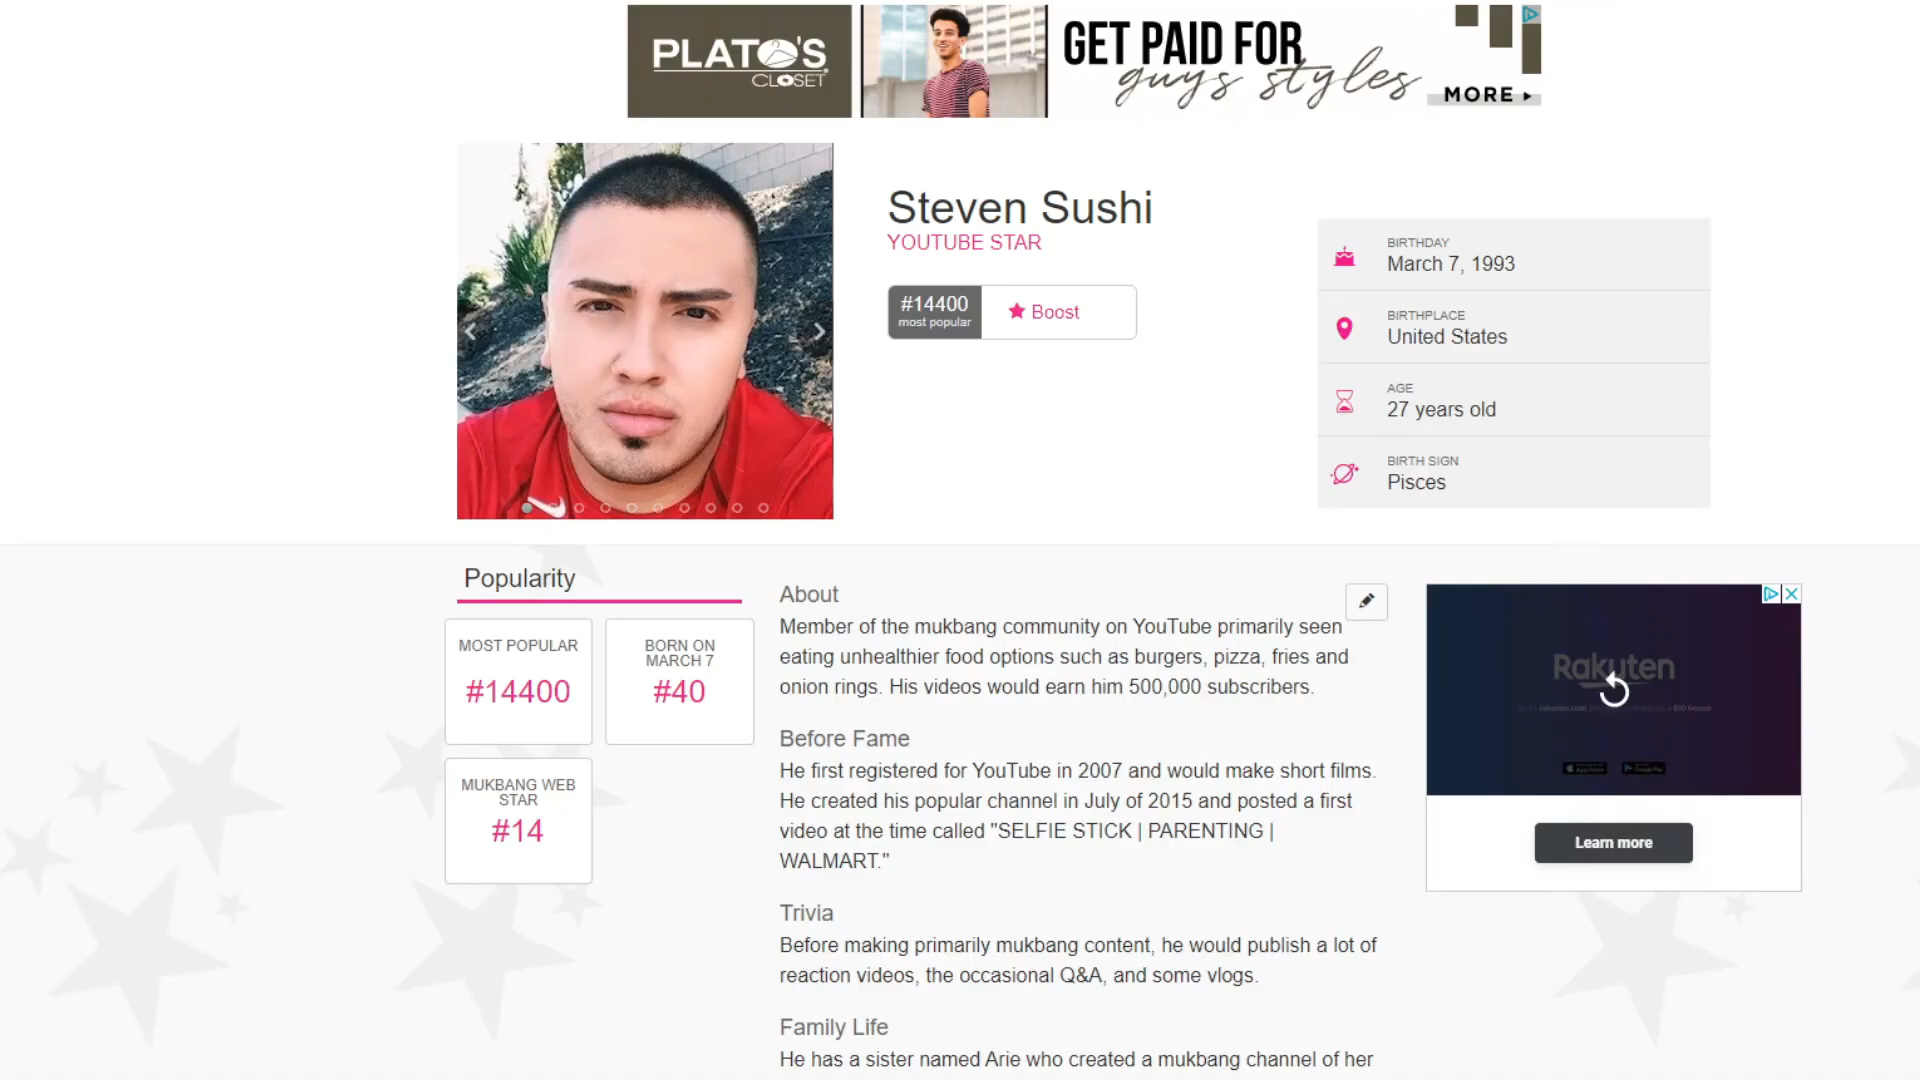 PLATO'S
CLOSET
GET PAID FOR
guys styles
MORE
Steven Sushi
YOUTUBE STAR
#14400
most popular
Boost
BIRTHDAY
March 7, 1993
BIRTHPLACE
United States
AGE
27 years old
BIRTH SIGN
Pisces
Popularity
MOST POPULAR
#14400
BORN ON
MARCH 7
#40
MUKBANG WEB
STAR
#14
About
Member of the mukbang community on YouTube primarily seen
eating unhealthier food options such as burgers, pizza, fries and
onion rings. His videos would earn him 500,000 subscribers.
Before Fame
He first registered for YouTube in 2007 and would make short films.
He created his popular channel in July of 2015 and posted a first
video at the time called "SELFIE STICK | PARENTING |
WALMART."
Trivia
Before making primarily mukbang content, he would publish a lot of
reaction videos, the occasional Q&A, and some vlogs.
Family Life
He has a sister named Arie who created a mukbang channel of her
Rakuten
App Store
Google Play
Learn more